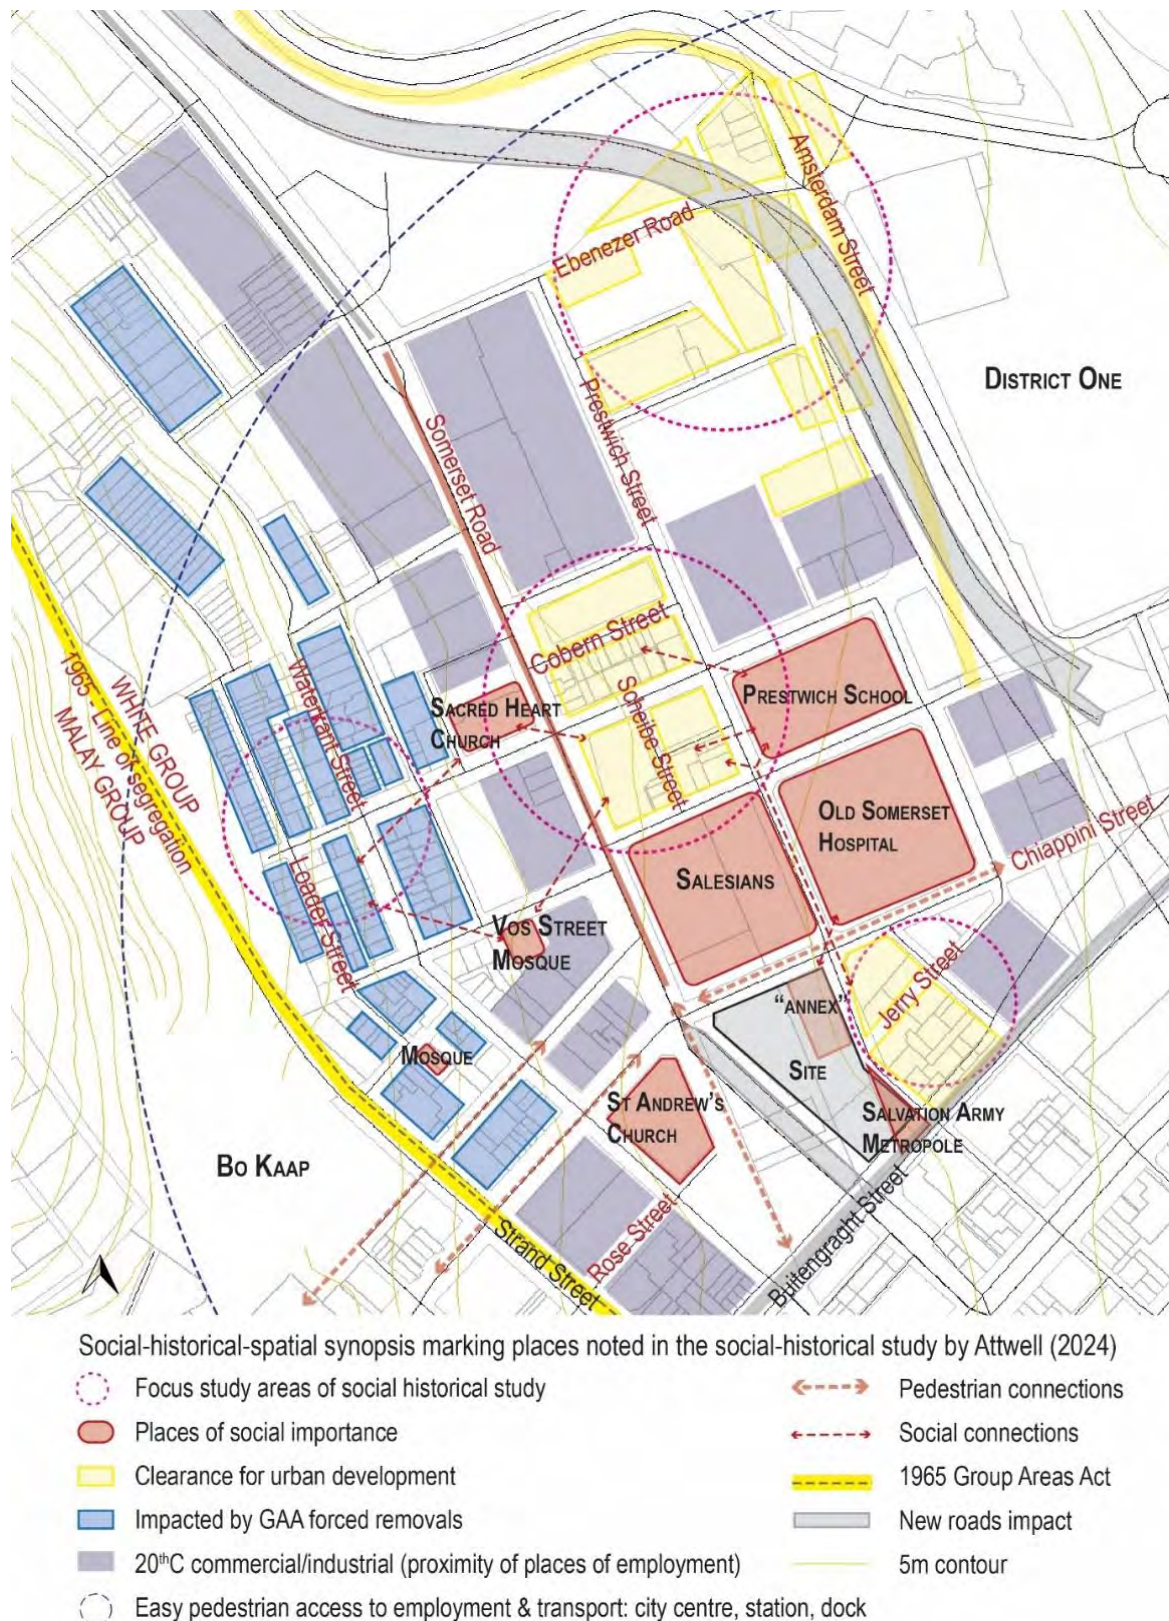 Amsterdam Street
Ebenezer Road
DISTRICT ONE
Prestwich Street
Somerset Road
Cobern Street
Scheibe Street
PRESTWICH SCHOOL
SACRED HEART
CHURCH
Waterkant Street
1965 - Line of segregation
WHITE GROUP
MALAY GROUP
OLD SOMERSET
HOSPITAL
Chiappini Street
Loader Street
SALESIANS
VOS STREET
MOSQUE
Jerry Street
"ANNEX"
SITE
MOSQUE
ST ANDREW'S
CHURCH
SALVATION ARMY
METROPOLE
BO KAAP
Rose Street
Strand Street
Buitengraght Street
Social-historical-spatial synopsis marking places noted in the social-historical study by Attwell (2024)
Focus study areas of social historical study
Places of social importance
Clearance for urban development
Impacted by GAA forced removals
20thC commercial/industrial (proximity of places of employment)
Easy pedestrian access to employment & transport: city centre, station, dock
Pedestrian connections
Social connections
1965 Group Areas Act
New roads impact
5m contour